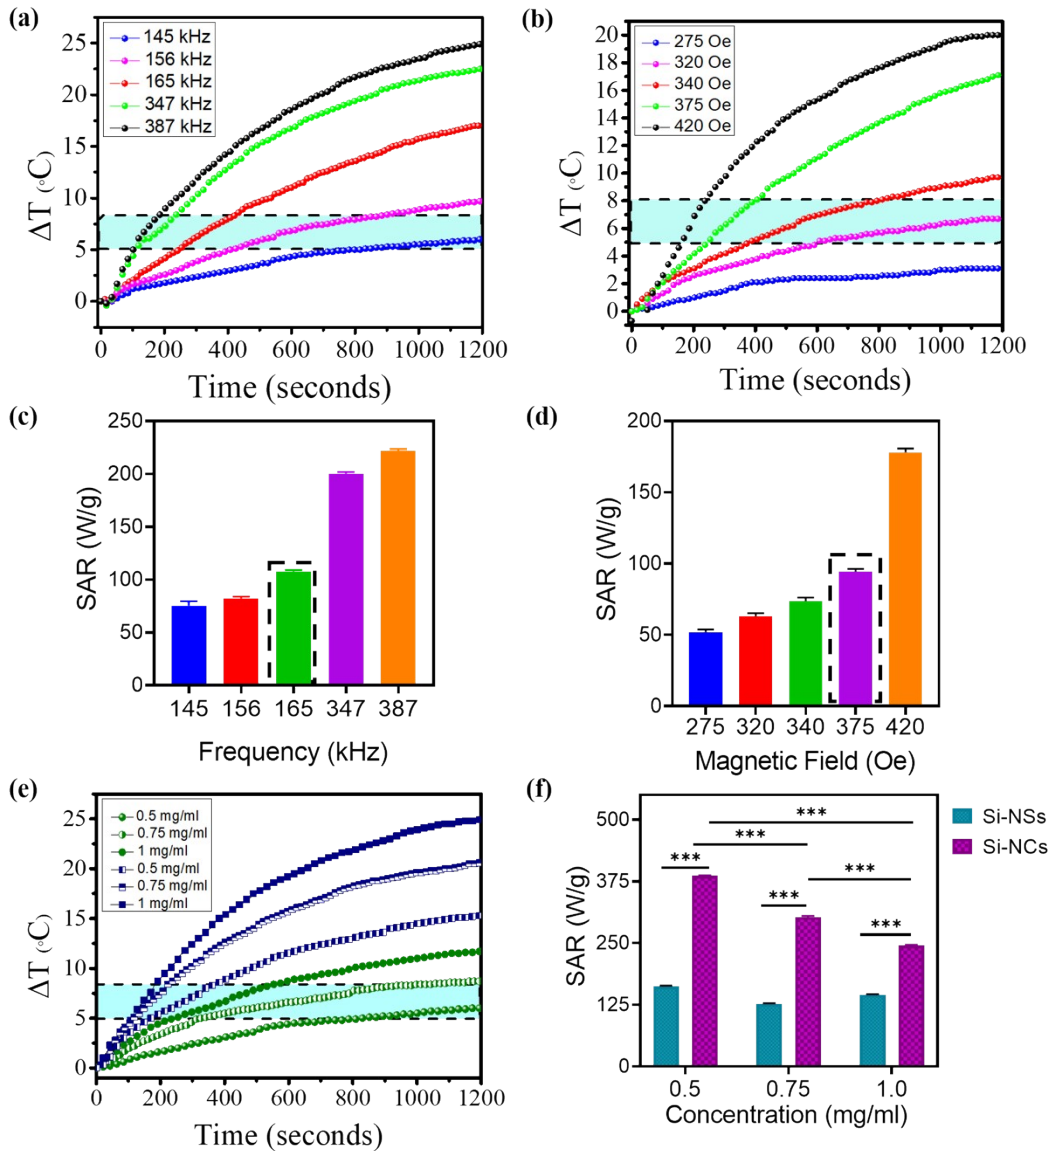 (a)
25
20
15
10
5
0
ΔT (°C)
145 kHz
156 kHz
165 kHz
347 kHz
387 kHz
0 200 400 600 800 1000 1200
Time (seconds)
(b)
20
18
16
14
12
10
8
6
4
2
0
ΔT (°C)
275 Oe
320 Oe
340 Oe
375 Oe
420 Oe
0 200 400 600 800 1000 1200
Time (seconds)
(c)
250
200
150
100
50
0
SAR (W/g)
145 156 165 347 387
Frequency (kHz)
(d)
200
150
100
50
0
SAR (W/g)
275 320 340 375 420
Magnetic Field (Oe)
(e)
25
20
15
10
5
0
ΔT (°C)
0.5 mg/ml
0.75 mg/ml
1 mg/ml
0.5 mg/ml
0.75 mg/ml
1 mg/ml
0 200 400 600 800 1000 1200
Time (seconds)
(f)
500
375
250
125
0
SAR (W/g)
***
***
***
***
***
***
Si-NSs
Si-NCs
0.5 0.75 1.0
Concentration (mg/ml)